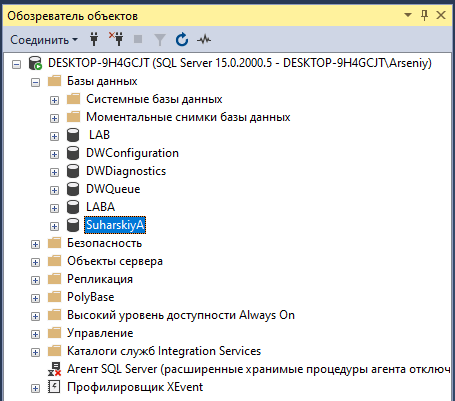 Обозреватель объектов
Соединить
DESKTOP-9H4GCJT (SQL Server 15.0.2000.5 - DESKTOP-9H4GCJT\Arseniy)
Базы данных
Системные базы данных
Моментальные снимки базы данных
LAB
DWConfiguration
DWDiagnostics
DWQueue
LABA
SuharskiyA
Безопасность
Объекты сервера
Репликация
PolyBase
Высокий уровень доступности Always On
Управление
Каталоги служб Integration Services
Агент SQL Server (расширенные хранимые процедуры агента отключ
Профилировщик XEvent